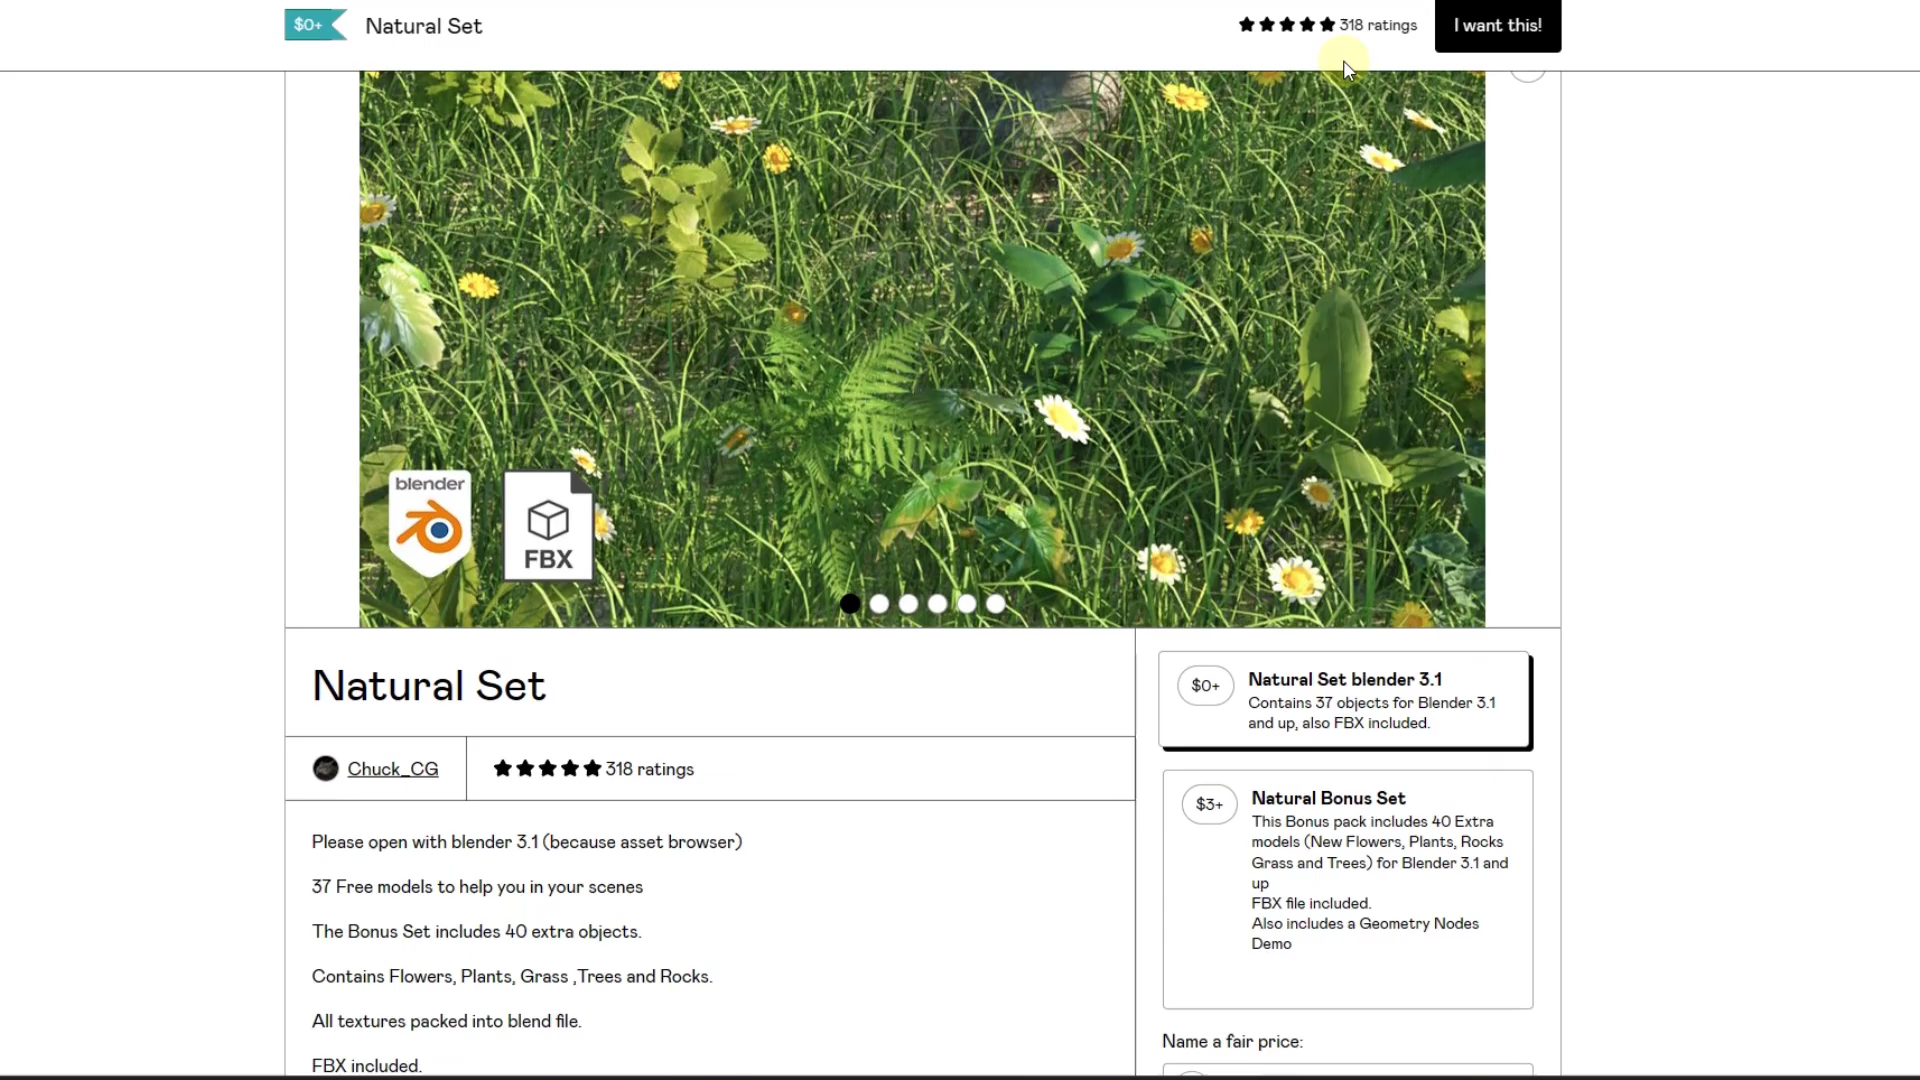 $0+
Natural Set
318 ratings
I want this!
blender
FBX
Natural Set
Chuck_CG
318 ratings
Please open with blender 3.1 (because asset browser)
37 Free models to help you in your scenes
The Bonus Set includes 40 extra objects.
Contains Flowers, Plants, Grass ,Trees and Rocks.
All textures packed into blend file.
FBX included.
$0+
Natural Set blender 3.1
Contains 37 objects for Blender 3.1
and up, also FBX included.
$3+
Natural Bonus Set
This Bonus pack includes 40 Extra
models (New Flowers, Plants, Rocks
Grass and Trees) for Blender 3.1 and
up
FBX file included.
Also includes a Geometry Nodes
Demo
Name a fair price: